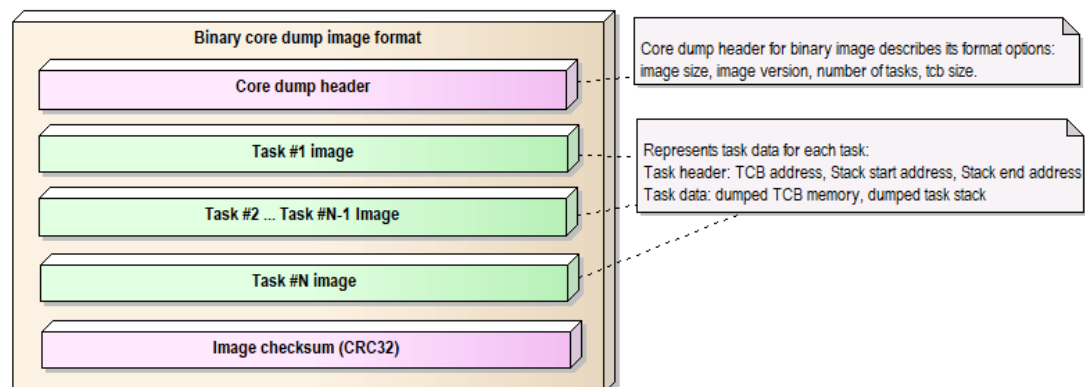 Binary core dump image format
Core dump header
Core dump header for binary image describes its format options:
image size, image version, number of tasks, tcb size.
Task #1 image
Represents task data for each task:
Task header: TCB address, Stack start address, Stack end address
Task data: dumped TCB memory, dumped task stack
Task #2 ... Task #N-1 Image
Task #N image
Image checksum (CRC32)